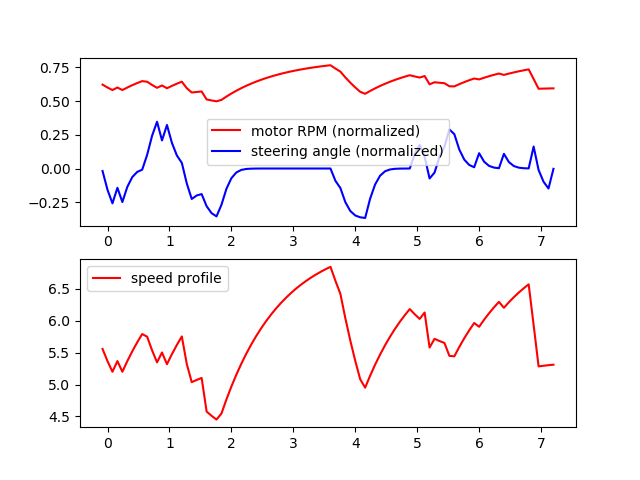 0.75
0.50
0.25
0.00
−0.25
motor RPM (normalized)
steering angle (normalized)
0 1 2 3 4 5 6 7
6.5
6.0
5.5
5.0
4.5
speed profile
0 1 2 3 4 5 6 7